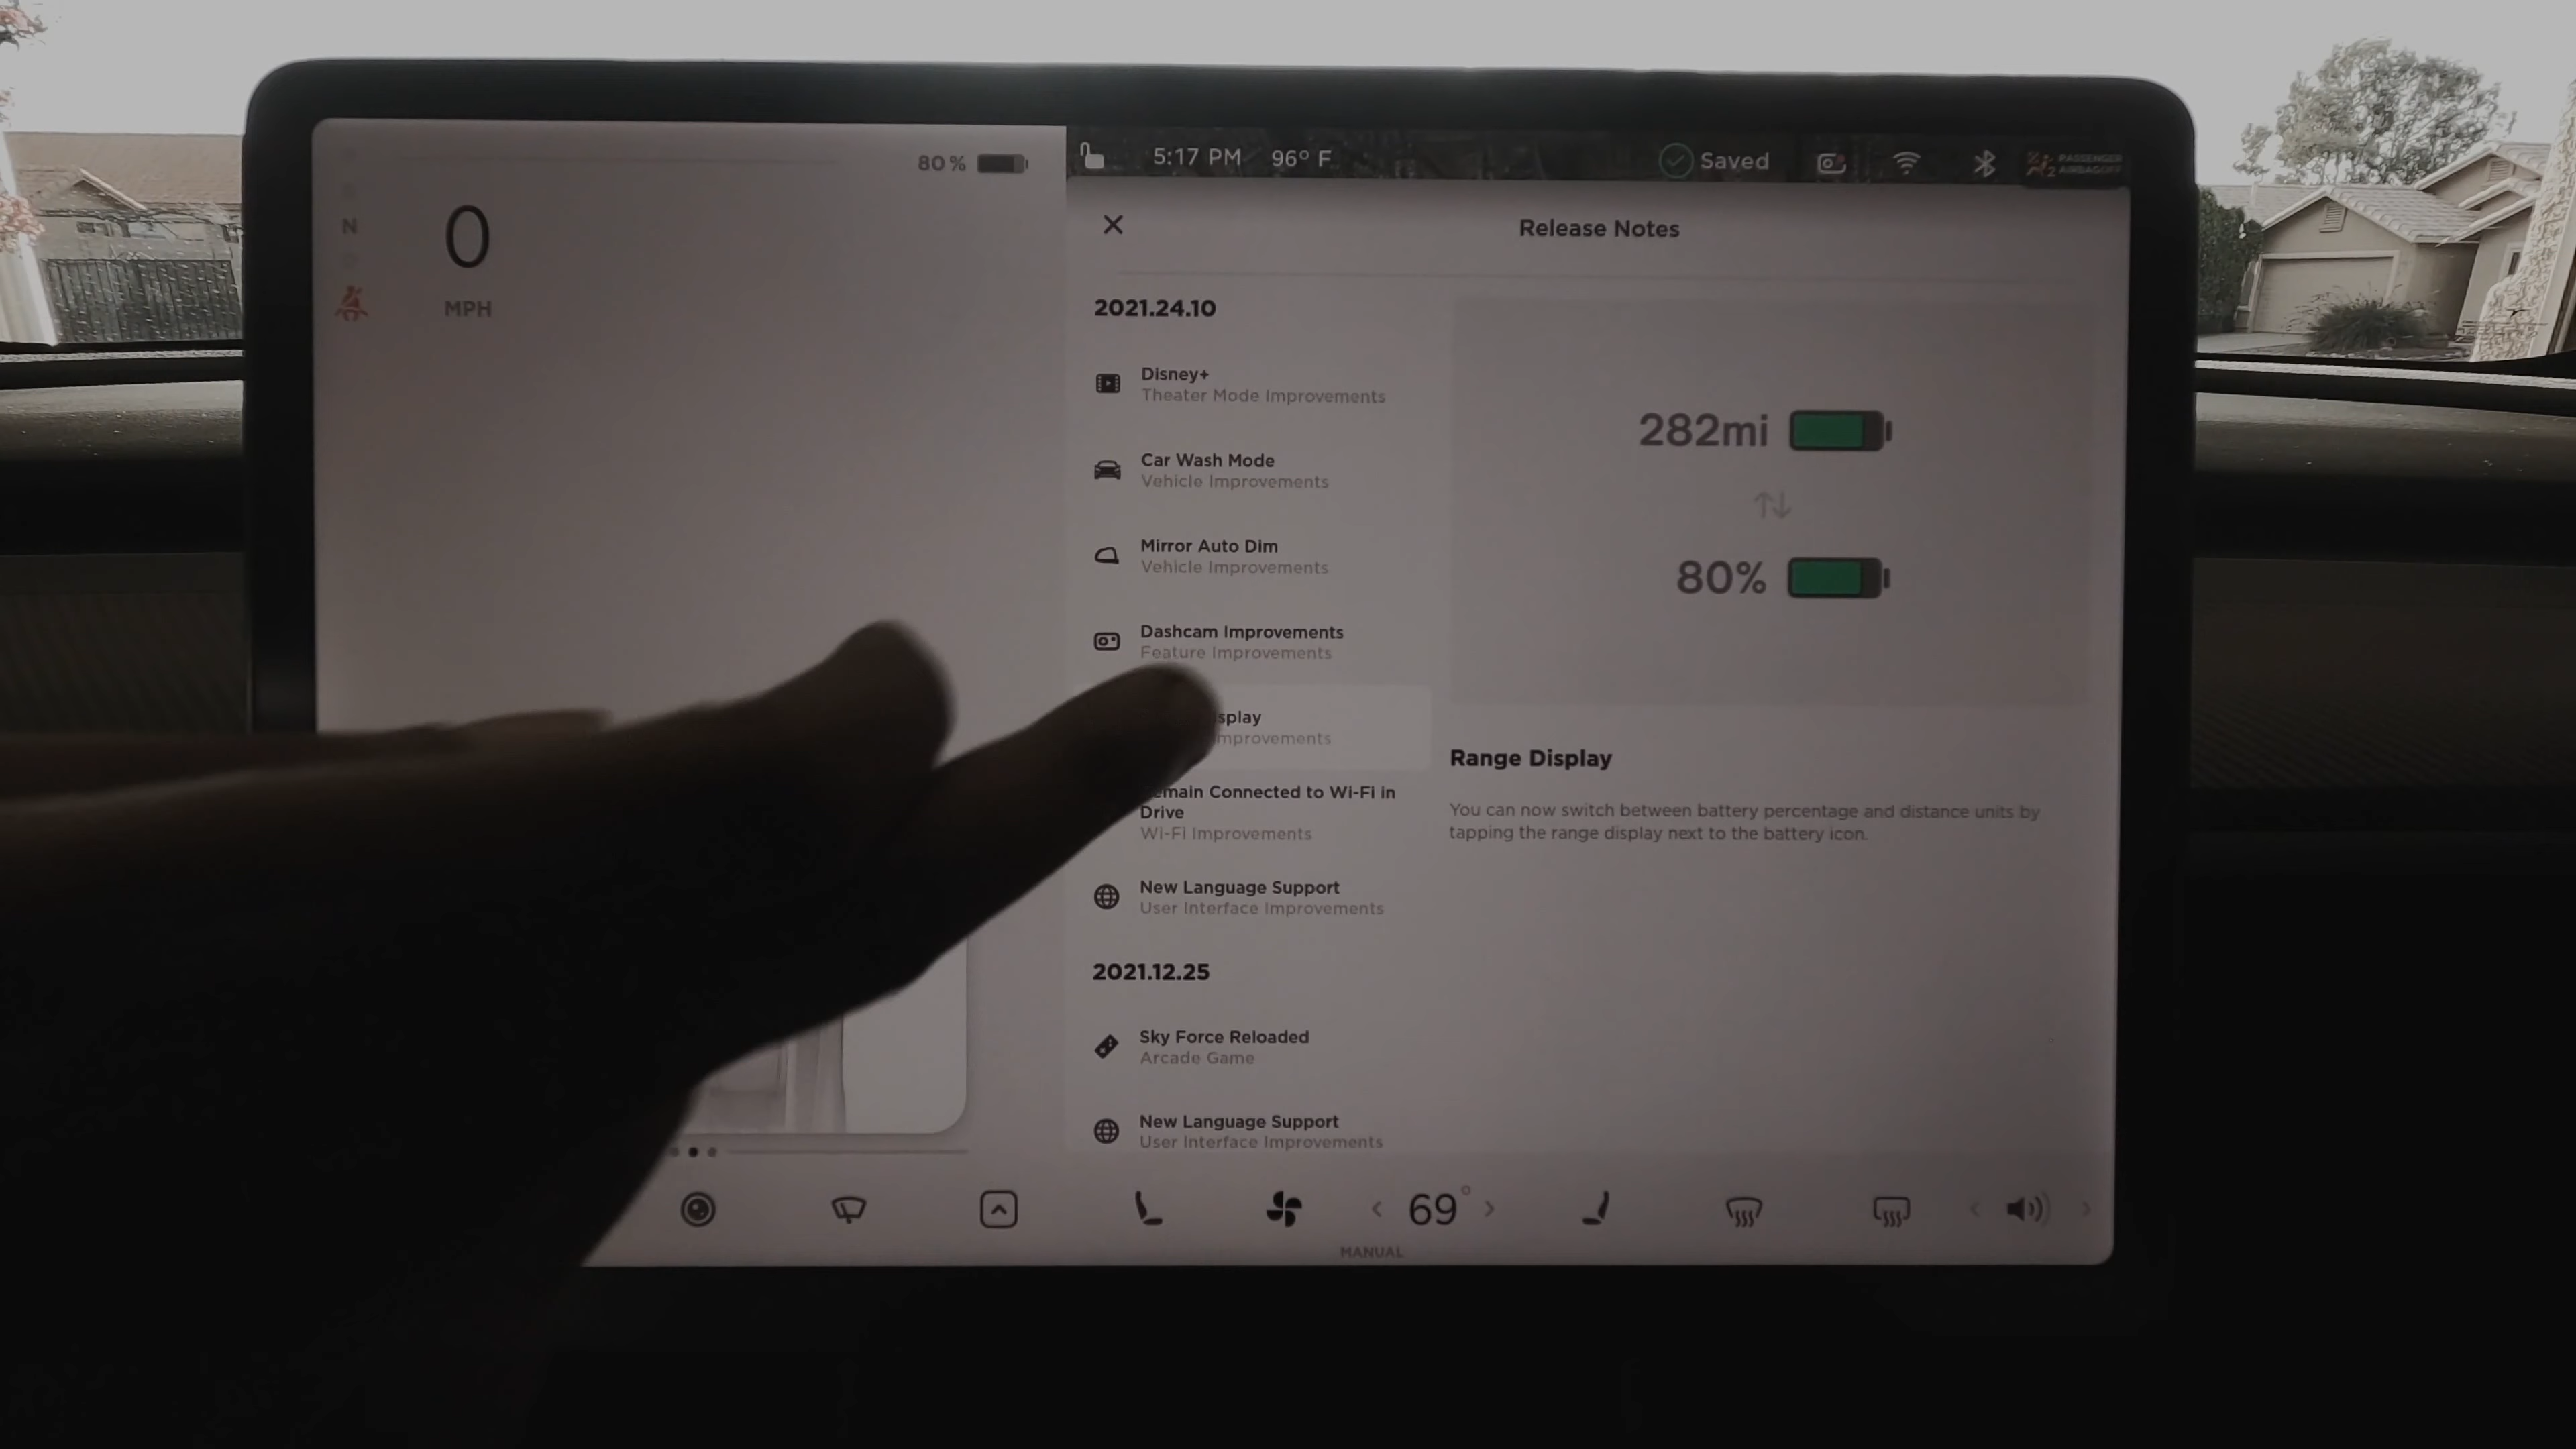 80%
N
0
MPH
5:17 PM 96° F
Saved
PASSENGER
AIRBAG OFF
Release Notes
2021.24.10
Disney+
Theater Mode Improvements
Car Wash Mode
Vehicle Improvements
Mirror Auto Dim
Vehicle Improvements
Dashcam Improvements
Feature Improvements
splay
mprovements
main Connected to Wi-Fi in
Drive
Wi-Fi Improvements
New Language Support
User Interface Improvements
2021.12.25
Sky Force Reloaded
Arcade Game
New Language Support
User Interface Improvements
282mi
80%
Range Display
You can now switch between battery percentage and distance units by
tapping the range display next to the battery icon.
69°
MANUAL